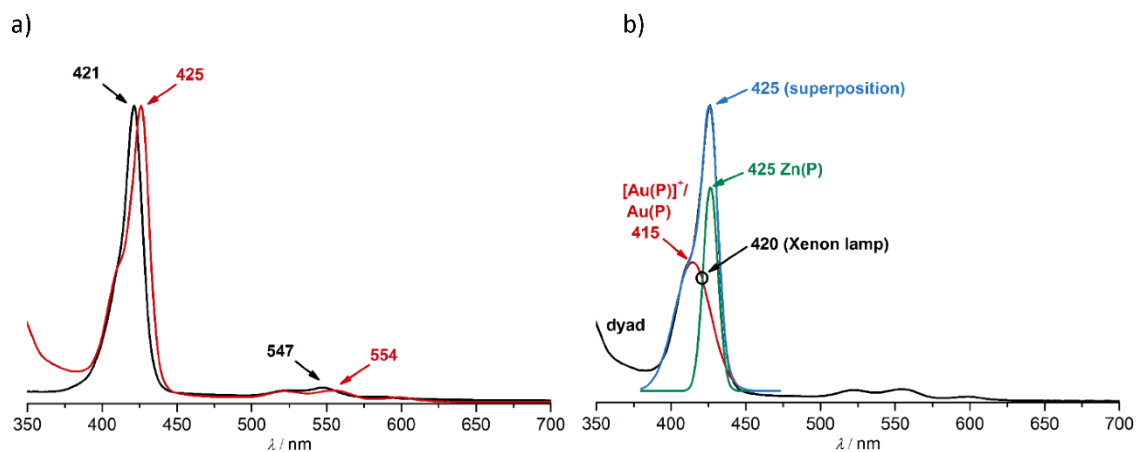 a)
421
425
547
554
350
400
450
500
550
600
650
700
λ / nm
b)
425 (superposition)
425 Zn(P)
[Au(P)]⁺/
Au(P)
415
420 (Xenon lamp)
dyad
350
400
450
500
550
600
650
700
λ / nm